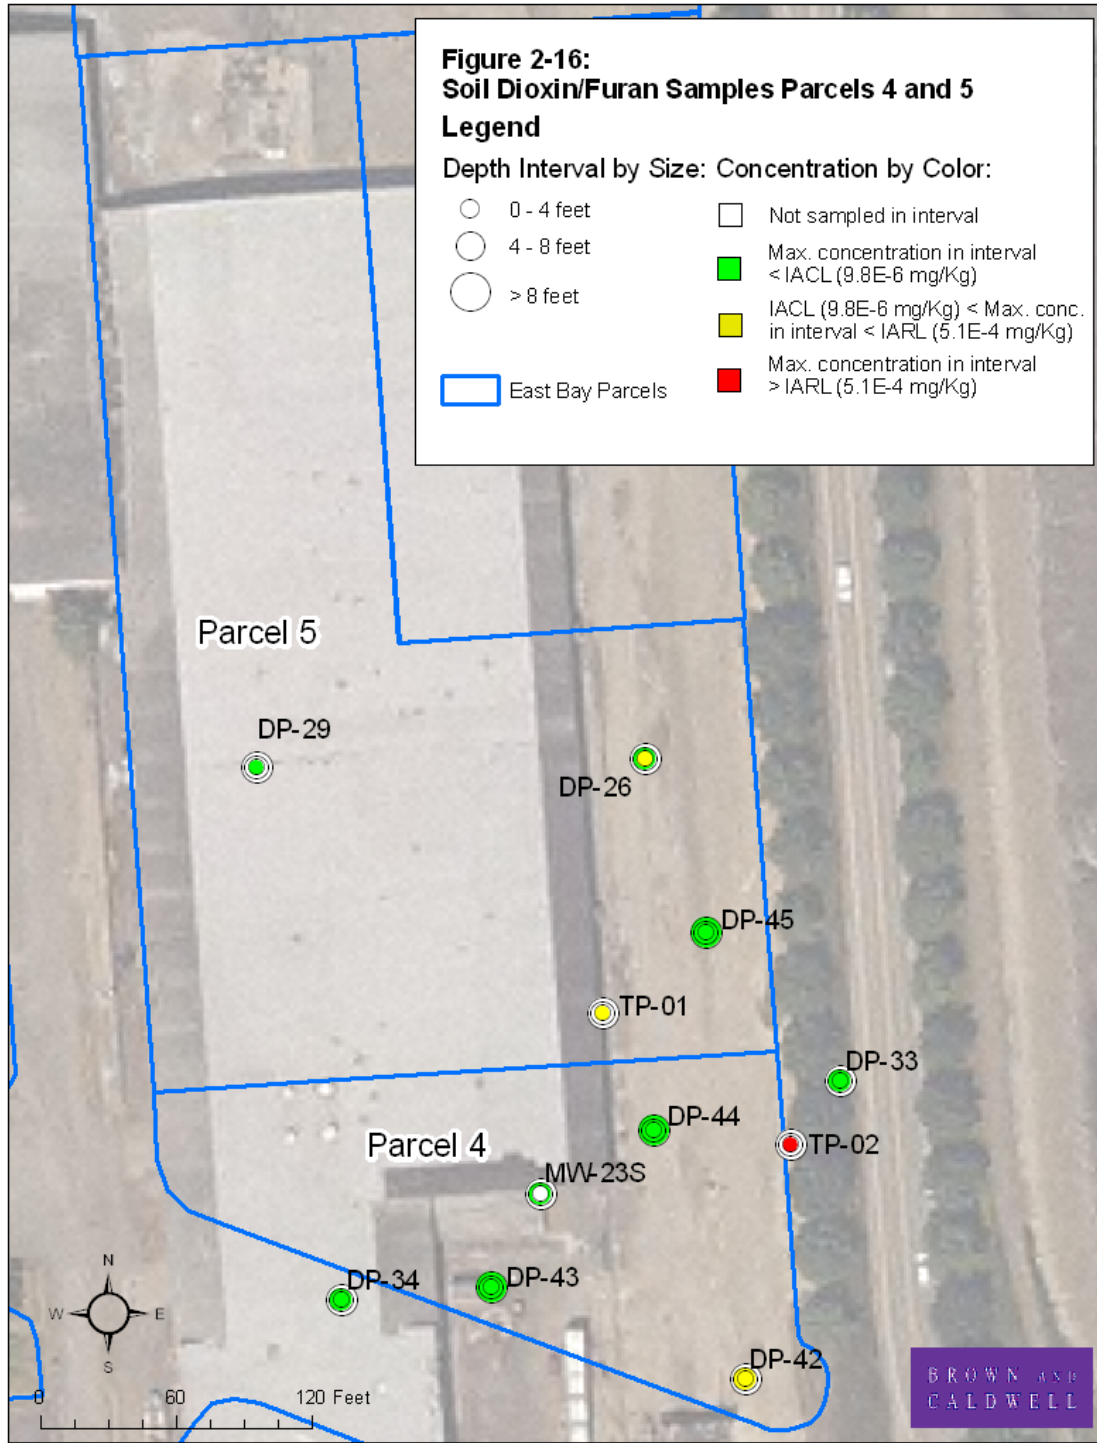 Figure 2-16:
Soil Dioxin/Furan Samples Parcels 4 and 5
Legend
Depth Interval by Size:
0 - 4 feet
4 - 8 feet
> 8 feet
East Bay Parcels
Concentration by Color:
Not sampled in interval
Max. concentration in interval
< IACL (9.8E-6 mg/Kg)
IACL (9.8E-6 mg/Kg) < Max. conc.
in interval < IARL (5.1E-4 mg/Kg)
Max. concentration in interval
> IARL (5.1E-4 mg/Kg)
Parcel 5
DP-29
DP-26
DP-45
TP-01
DP-33
DP-44
TP-02
Parcel 4
MW-23S
DP-34
DP-43
DP-42
N
W E
S
0 60 120 Feet
BROWN AND
CALDWELL